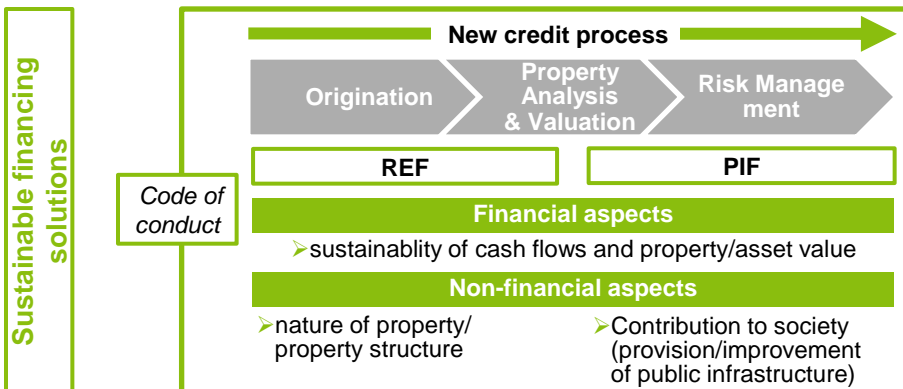 Sustainable financing
solutions
New credit process
Origination
Property
Analysis
& Valuation
Risk Manage
ment
REF
PIF
Code of
conduct
Financial aspects
➢sustainablity of cash flows and property/asset value
Non-financial aspects
➢nature of property/
property structure
➢Contribution to society
(provision/improvement
of public infrastructure)